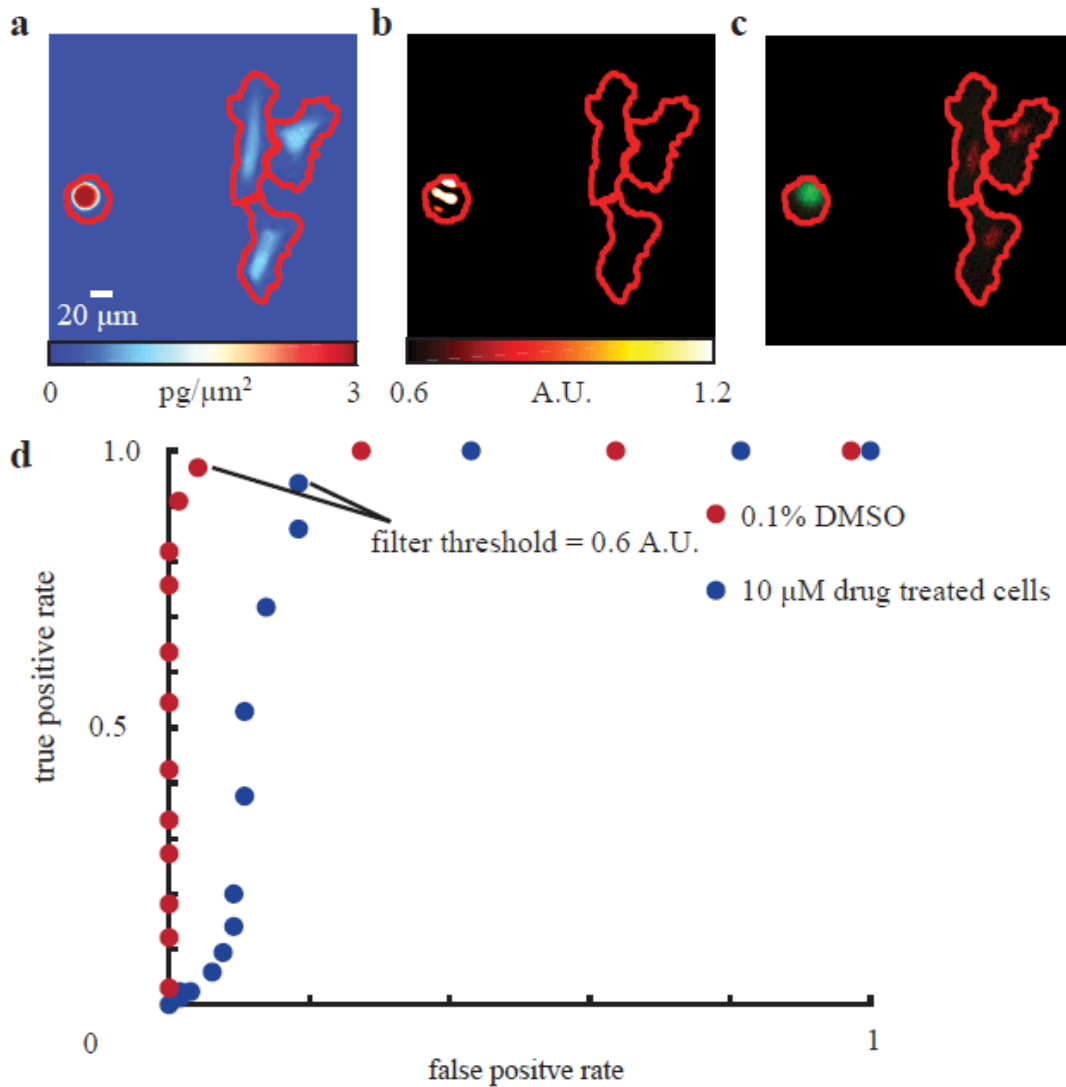 a
b
c
20 μm
0 pg/μm² 3
0.6 A.U. 1.2
d
1.0
0.1% DMSO
filter threshold = 0.6 A.U.
10 μM drug treated cells
true positive rate
0.5
0
1
false positve rate